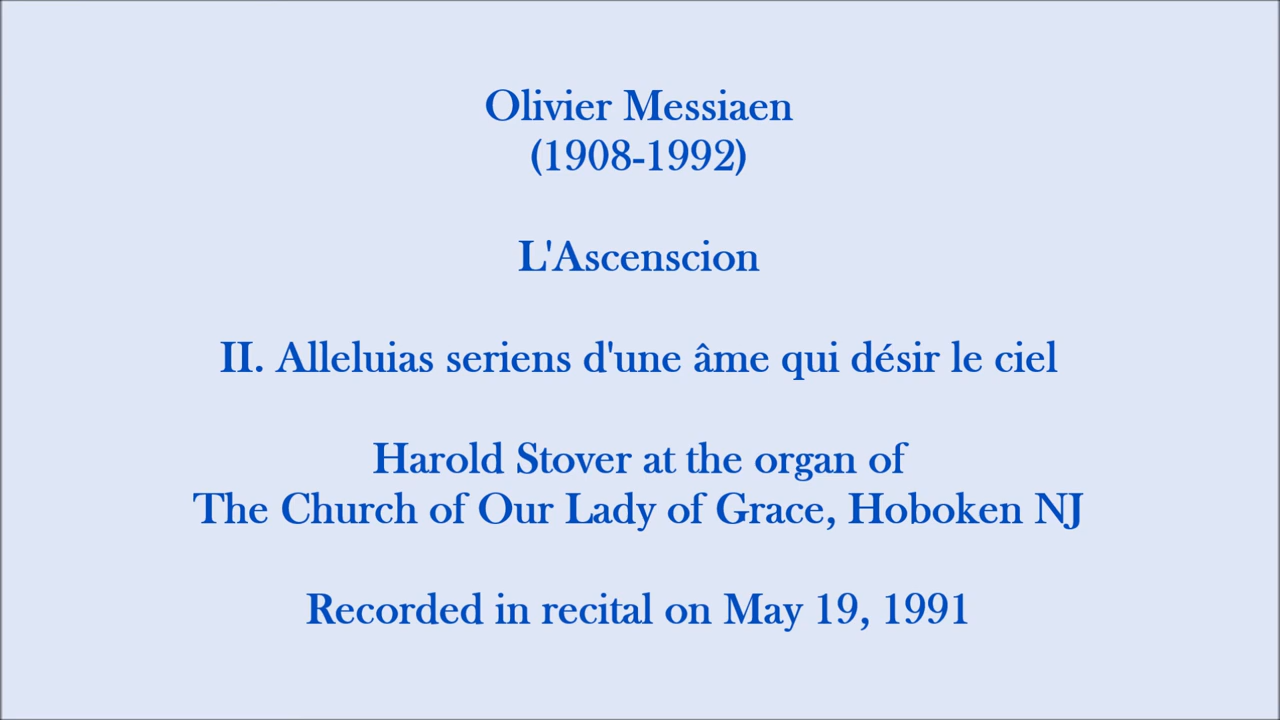 Olivier Messiaen
(1908-1992)
L'Ascenscion
II. Alleluias seriens d'une âme qui désir le ciel
Harold Stover at the organ of
The Church of Our Lady of Grace, Hoboken NJ
Recorded in recital on May 19, 1991